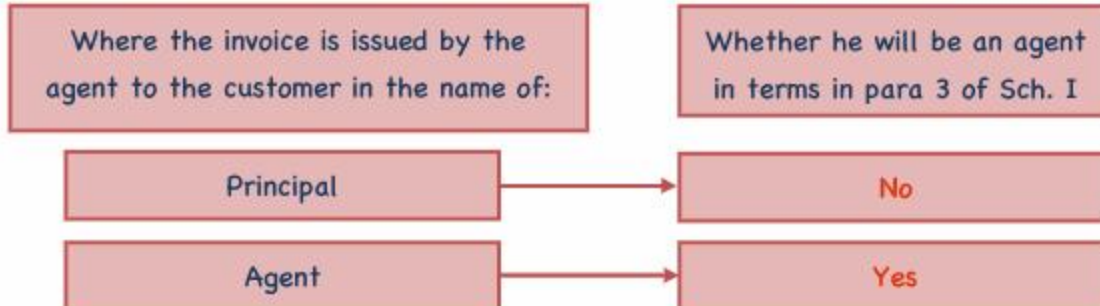 Where the invoice is issued by the
agent to the customer in the name of:
Whether he will be an agent
in terms in para 3 of Sch. I
Principal
No
Agent
Yes